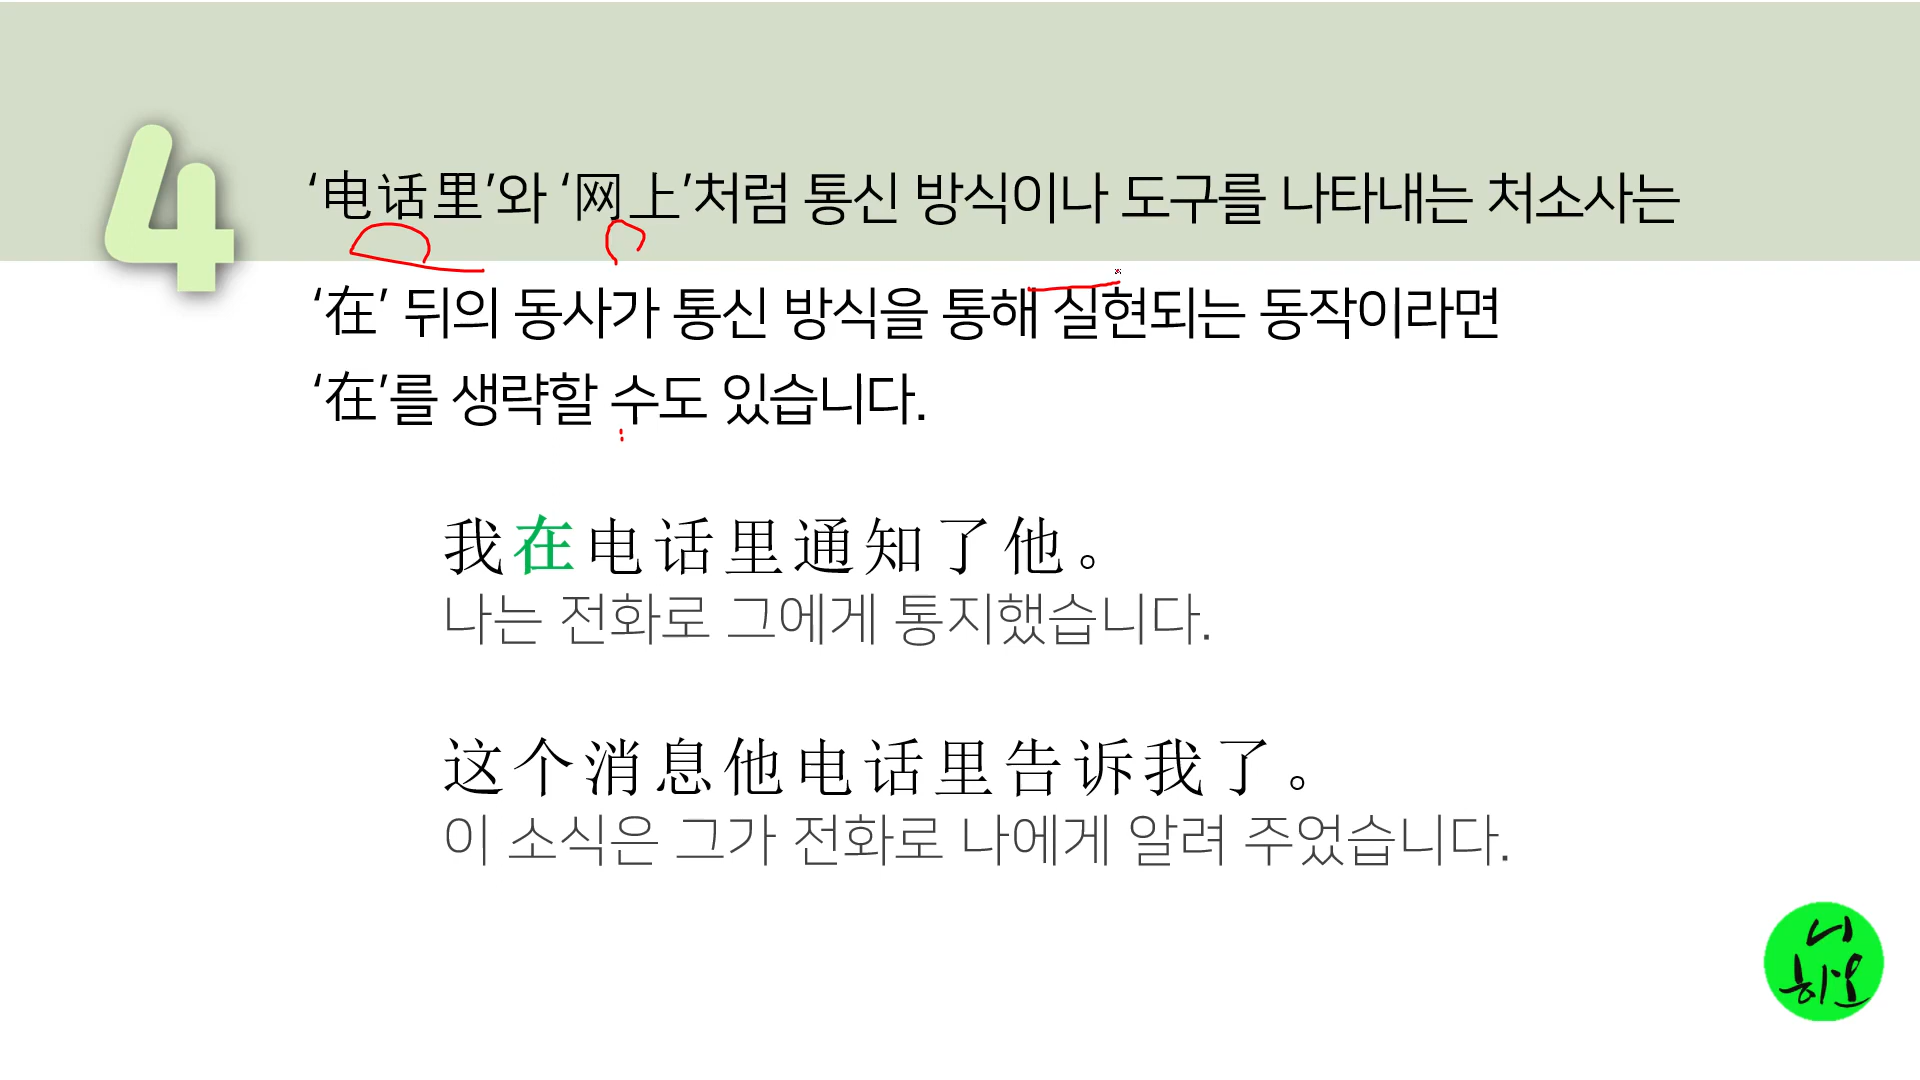 4
‘电话里’와 ‘网上’처럼 통신 방식이나 도구를 나타내는 처소사는
‘在’ 뒤의 동사가 통신 방식을 통해 실현되는 동작이라면
‘在’를 생략할 수도 있습니다.
我在电话里通知了他。
나는 전화로 그에게 통지했습니다.
这个消息他电话里告诉我了。
이 소식은 그가 전화로 나에게 알려 주었습니다.
니
하오